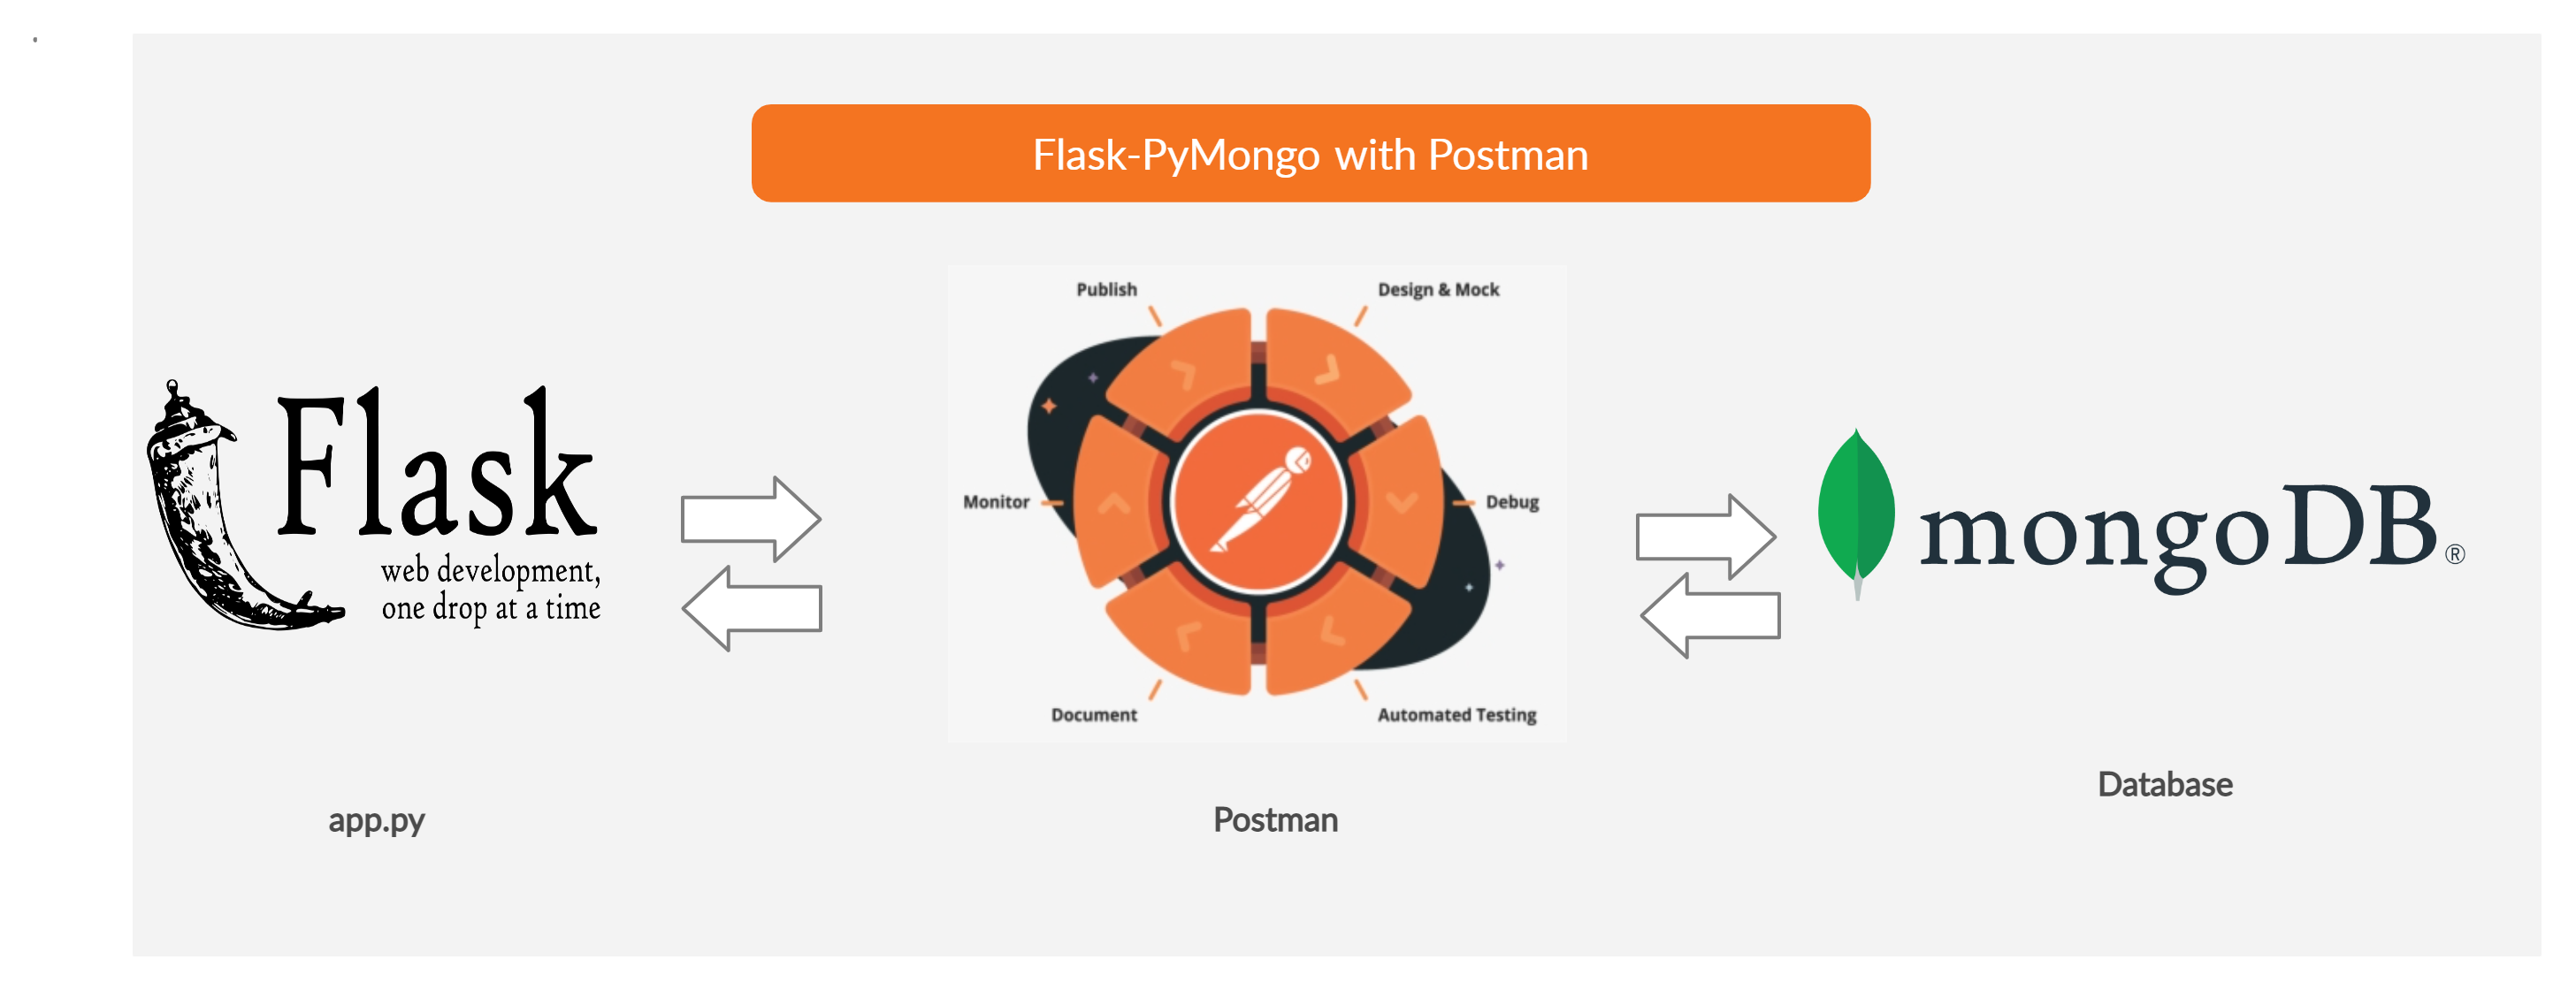 Flask-PyMongo with Postman
Publish
Design & Mock
Flask
web development,
one drop at a time
Monitor
Debug
mongoDB®
Document
Automated Testing
app.py
Postman
Database